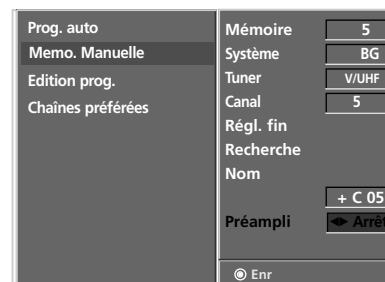 Prog. auto
Memo. Manuelle
Edition prog.
Chaînes préférées
Mémoire 5
Système BG
Tuner V/UHF
Canal 5
Régl. fin
Recherche
Nom
+ C 05
Préampli ◀▶ Arrêt
◉ Enr